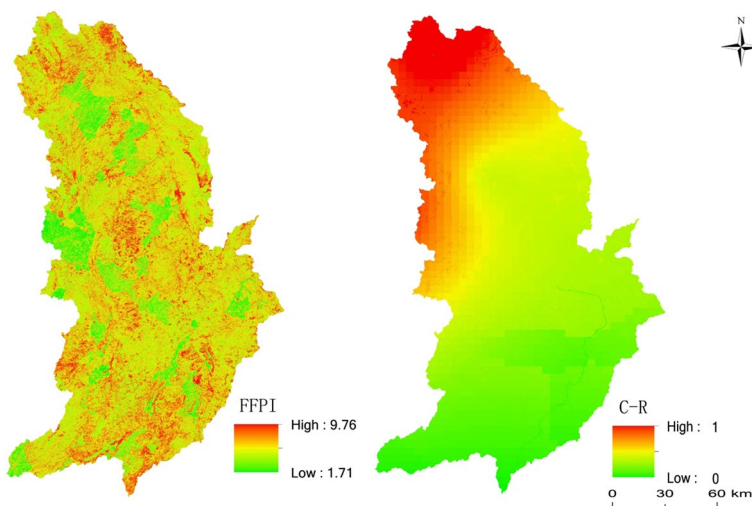 N
FFPI
High : 9.76
Low : 1.71
C-R
High : 1
Low : 0
0 30 60 km